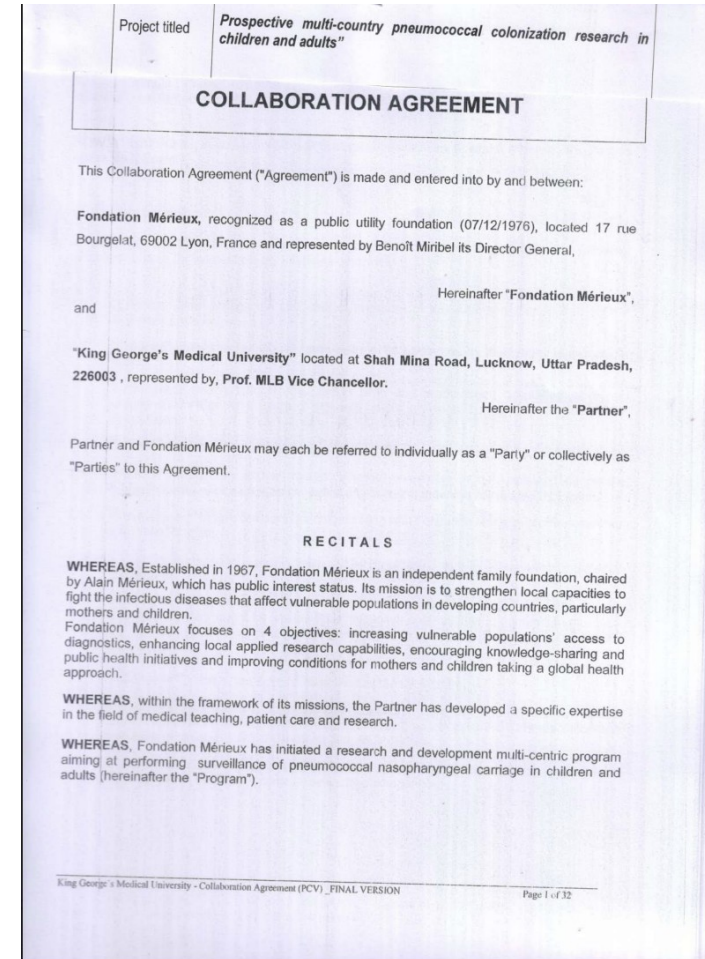 Project titled
Prospective multi-country pneumococcal colonization research in
children and adults"
COLLABORATION AGREEMENT
This Collaboration Agreement ("Agreement") is made and entered into by and between:
Fondation Mérieux, recognized as a public utility foundation (07/12/1976), located 17 rue
Bourgelat, 69002 Lyon, France and represented by Benoît Miribel its Director General,
Hereinafter "Fondation Mérieux",
and
"King George's Medical University" located at Shah Mina Road, Lucknow, Uttar Pradesh,
226003 , represented by, Prof. MLB Vice Chancellor.
Hereinafter the "Partner",
Partner and Fondation Mérieux may each be referred to individually as a "Party" or collectively as
"Parties" to this Agreement.
RECITALS
WHEREAS, Established in 1967, Fondation Mérieux is an independent family foundation, chaired
by Alain Mérieux, which has public interest status. Its mission is to strengthen local capacities to
fight the infectious diseases that affect vulnerable populations in developing countries, particularly
mothers and children.
Fondation Mérieux focuses on 4 objectives: increasing vulnerable populations' access to
diagnostics, enhancing local applied research capabilities, encouraging knowledge-sharing and
public health initiatives and improving conditions for mothers and children taking a global health
approach.
WHEREAS, within the framework of its missions, the Partner has developed a specific expertise
in the field of medical teaching, patient care and research.
WHEREAS, Fondation Mérieux has initiated a research and development multi-centric program
aiming at performing surveillance of pneumococcal nasopharyngeal carriage in children and
adults (hereinafter the "Program").
King George's Medical University - Collaboration Agreement (PCV) _FINAL VERSION
Page 1 of 32